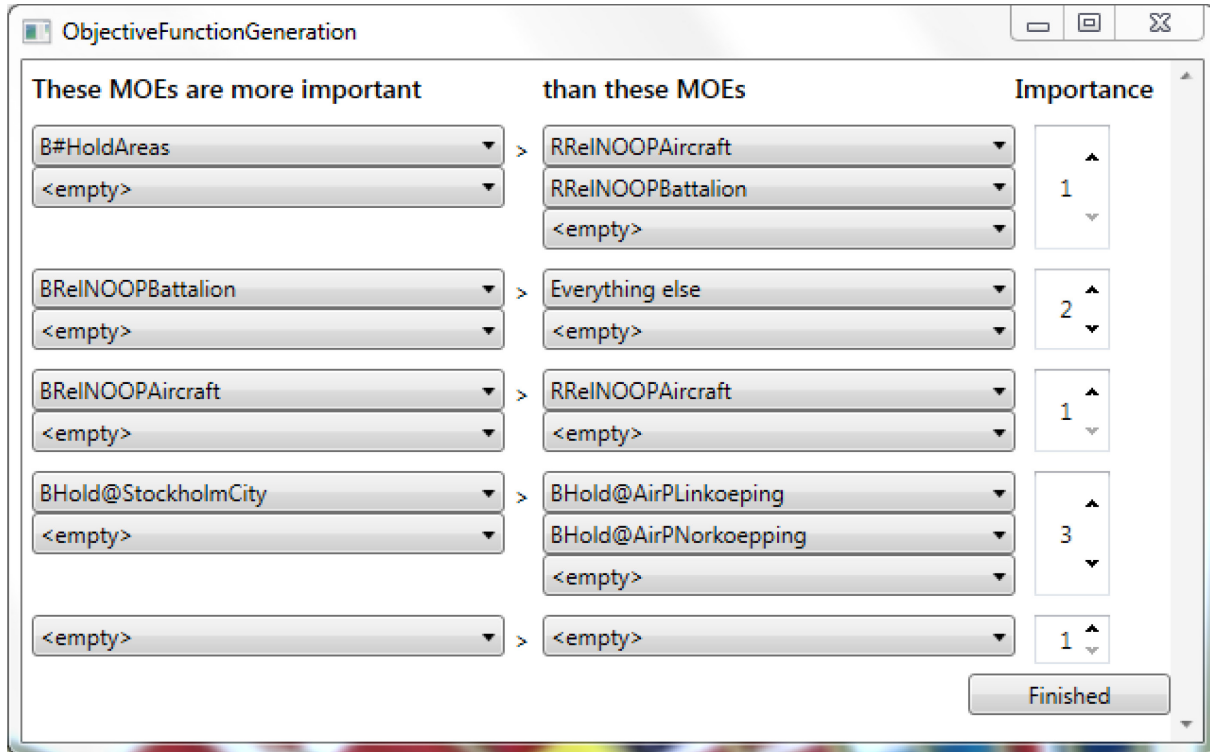 ObjectiveFunctionGeneration
These MOEs are more important than these MOEs Importance
B#HoldAreas > RRelNOOPAircraft
<empty> RRelNOOPBattalion 1
<empty>
BRelNOOPBattalion > Everything else
<empty> <empty> 2
BRelNOOPAircraft > RRelNOOPAircraft
<empty> <empty> 1
BHold@StockholmCity > BHold@AirPLinkoeping
<empty> BHold@AirPNorkoepping 3
<empty>
<empty> > <empty> 1
Finished